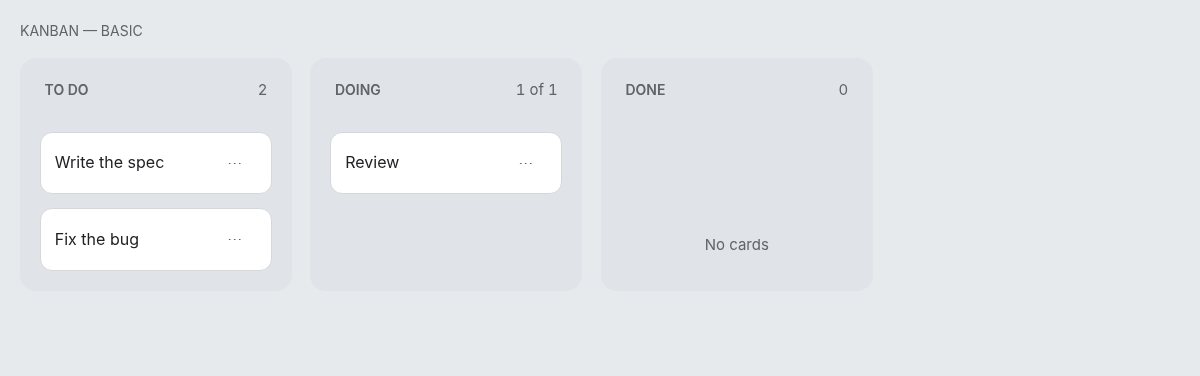 KANBAN — BASIC
TO DO 2
Write the spec ...
Fix the bug ...
DOING 1 of 1
Review ...
DONE 0
No cards